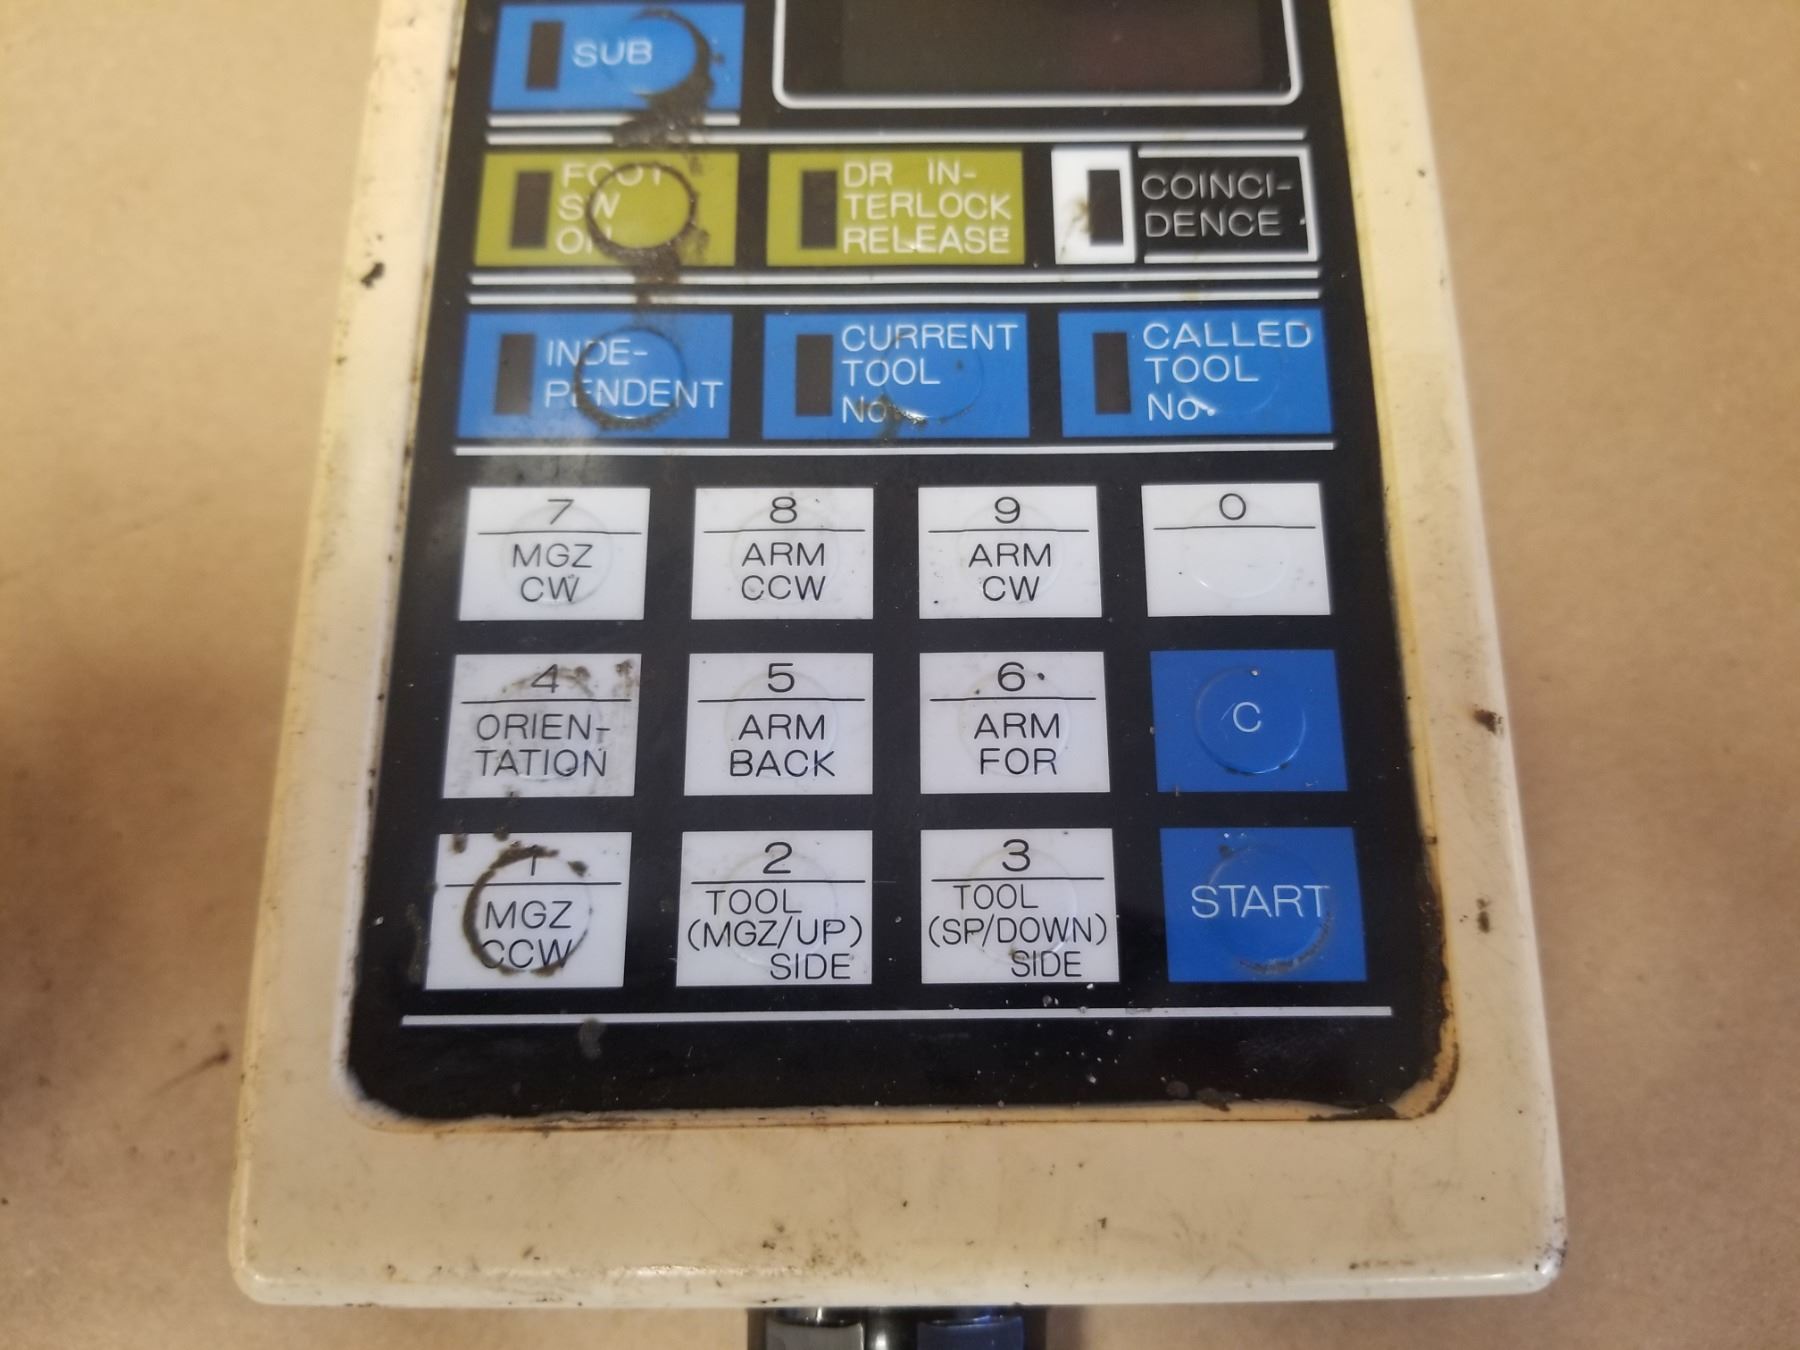 SUB
FOOT
SW
ON
DR IN-
TERLOCK
RELEASE
COINCI-
DENCE
INDE-
PENDENT
CURRENT
TOOL
No.
CALLED
TOOL
No.
7
MGZ
CW
8
ARM
CCW
9
ARM
CW
0
4
ORIEN-
TATION
5
ARM
BACK
6
ARM
FOR
C
1
MGZ
CCW
2
TOOL
(MGZ/UP)
SIDE
3
TOOL
(SP/DOWN)
SIDE
START